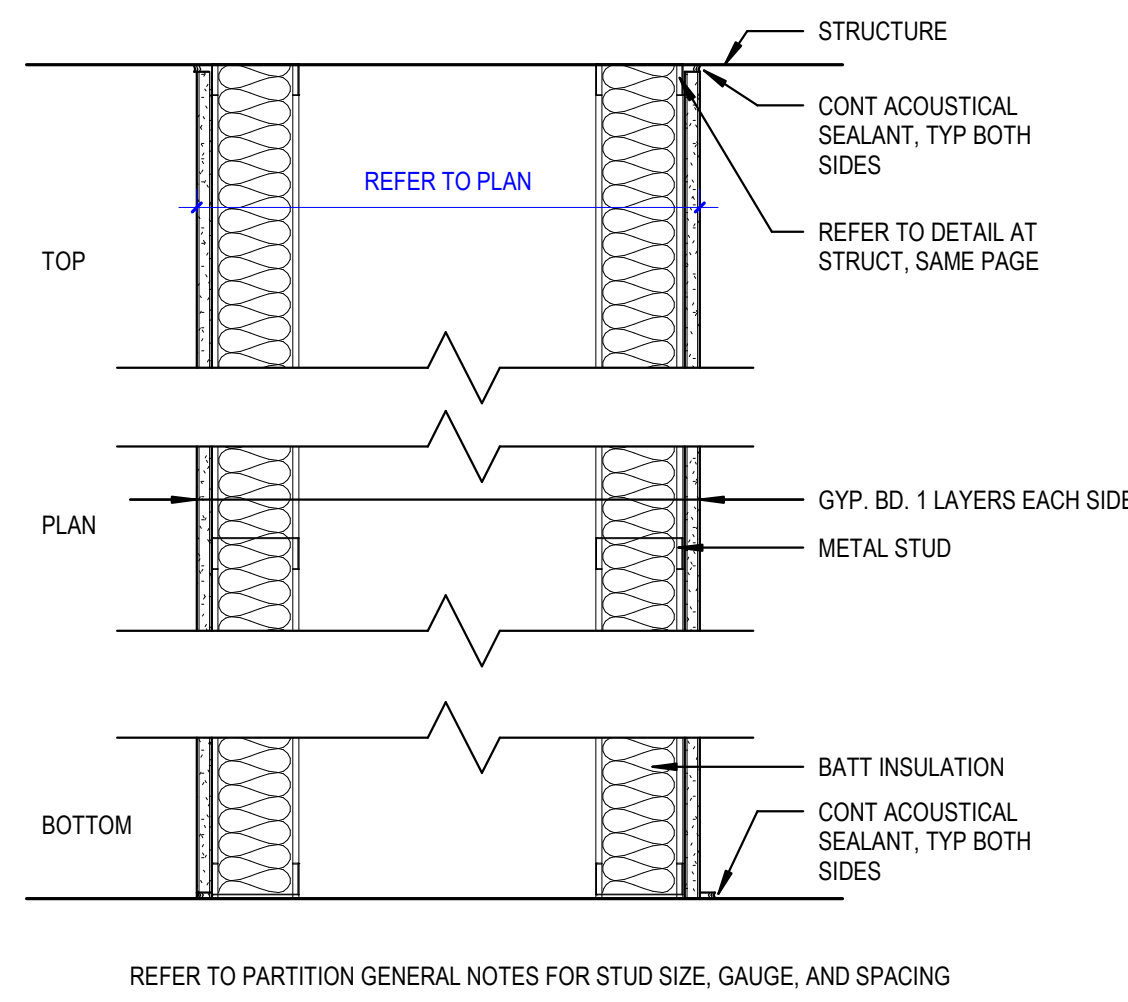 STRUCTURE
CONT ACOUSTICAL
SEALANT, TYP BOTH
SIDES
REFER TO PLAN
REFER TO DETAIL AT
STRUCT, SAME PAGE
TOP
GYP. BD. 1 LAYERS EACH SIDE
PLAN
METAL STUD
BATT INSULATION
CONT ACOUSTICAL
SEALANT, TYP BOTH
SIDES
BOTTOM
REFER TO PARTITION GENERAL NOTES FOR STUD SIZE, GAUGE, AND SPACING